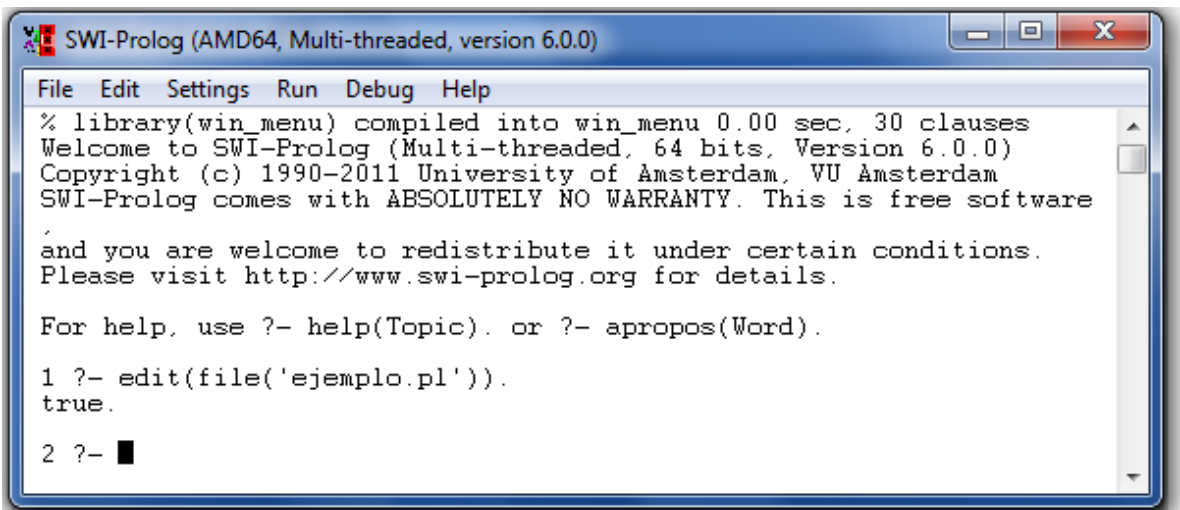 SWI-Prolog (AMD64, Multi-threaded, version 6.0.0)
File Edit Settings Run Debug Help
% library(win_menu) compiled into win_menu 0.00 sec, 30 clauses
Welcome to SWI-Prolog (Multi-threaded, 64 bits, Version 6.0.0)
Copyright (c) 1990-2011 University of Amsterdam, VU Amsterdam
SWI-Prolog comes with ABSOLUTELY NO WARRANTY. This is free software
,
and you are welcome to redistribute it under certain conditions.
Please visit http://www.swi-prolog.org for details.
For help, use ?- help(Topic). or ?- apropos(Word).
1 ?- edit(file('ejemplo.pl')).
true.
2 ?-